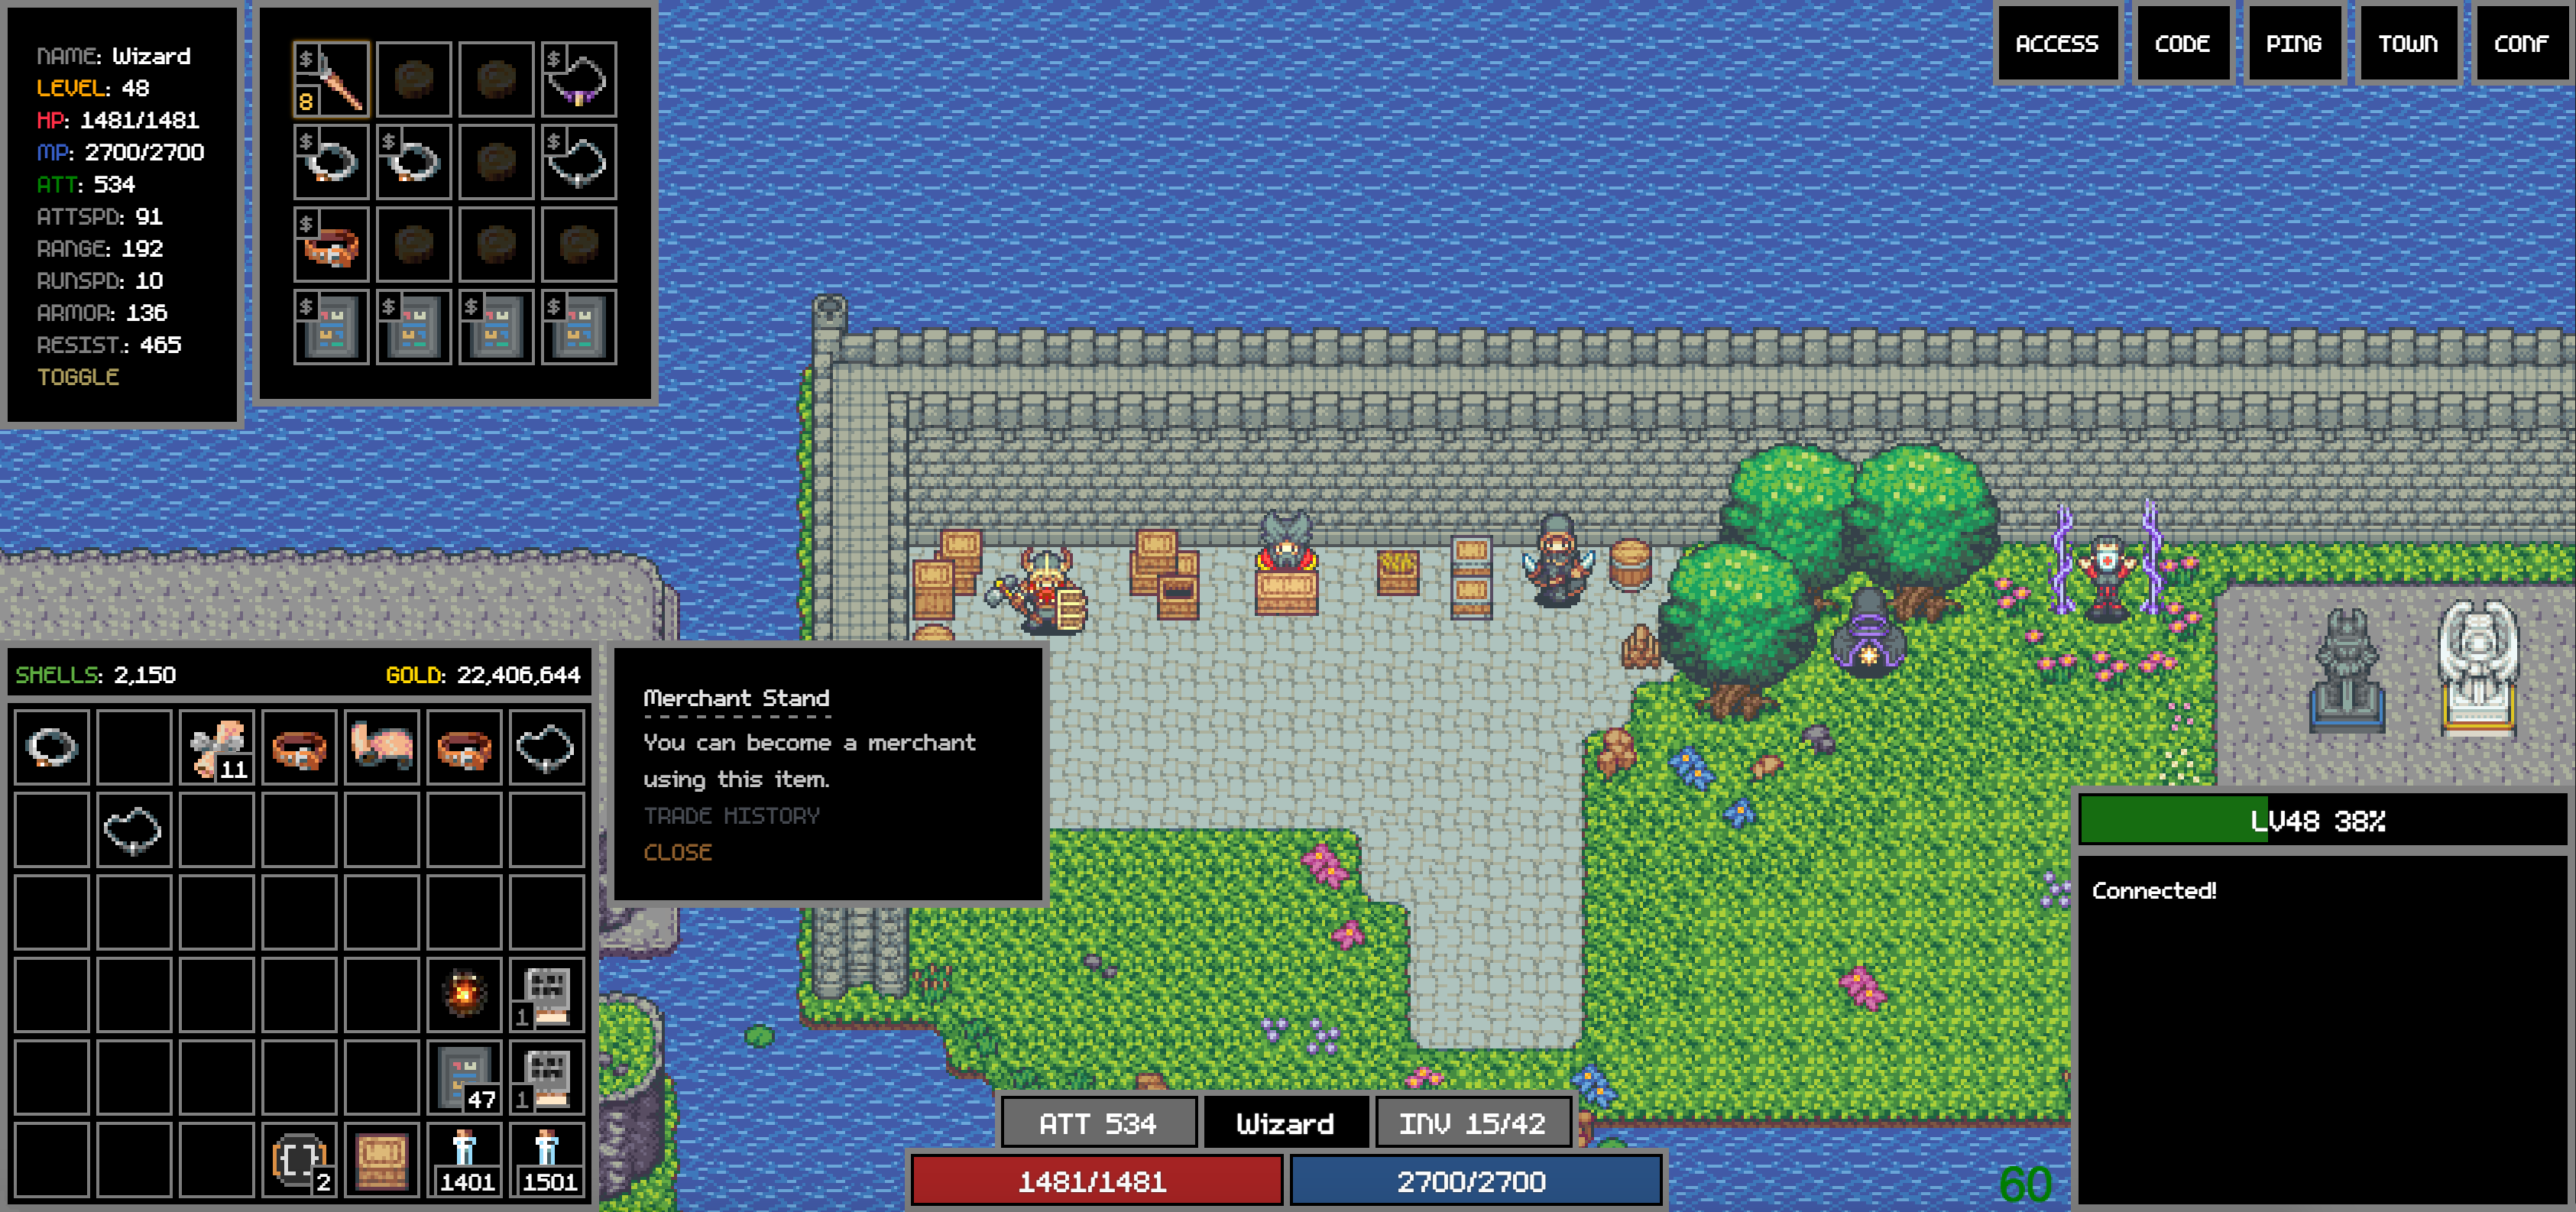 NAME: Wizard
LEVEL: 48
HP: 1481/1481
MP: 2700/2700
ATT: 534
ATTSPD: 91
RANGE: 192
RUNSPD: 10
ARMOR: 136
RESIST.: 465
TOGGLE
$ $
8
$ $ $
$
$ $ $ $
ACCESS CODE PING TOWN CONF
SHELLS: 2,150 GOLD: 22,406,644
11
1
47 1
2 1401 1501
Merchant Stand
You can become a merchant
using this item.
TRADE HISTORY
CLOSE
LV48 38%
Connected!
ATT 534 Wizard INV 15/42
1481/1481 2700/2700
60